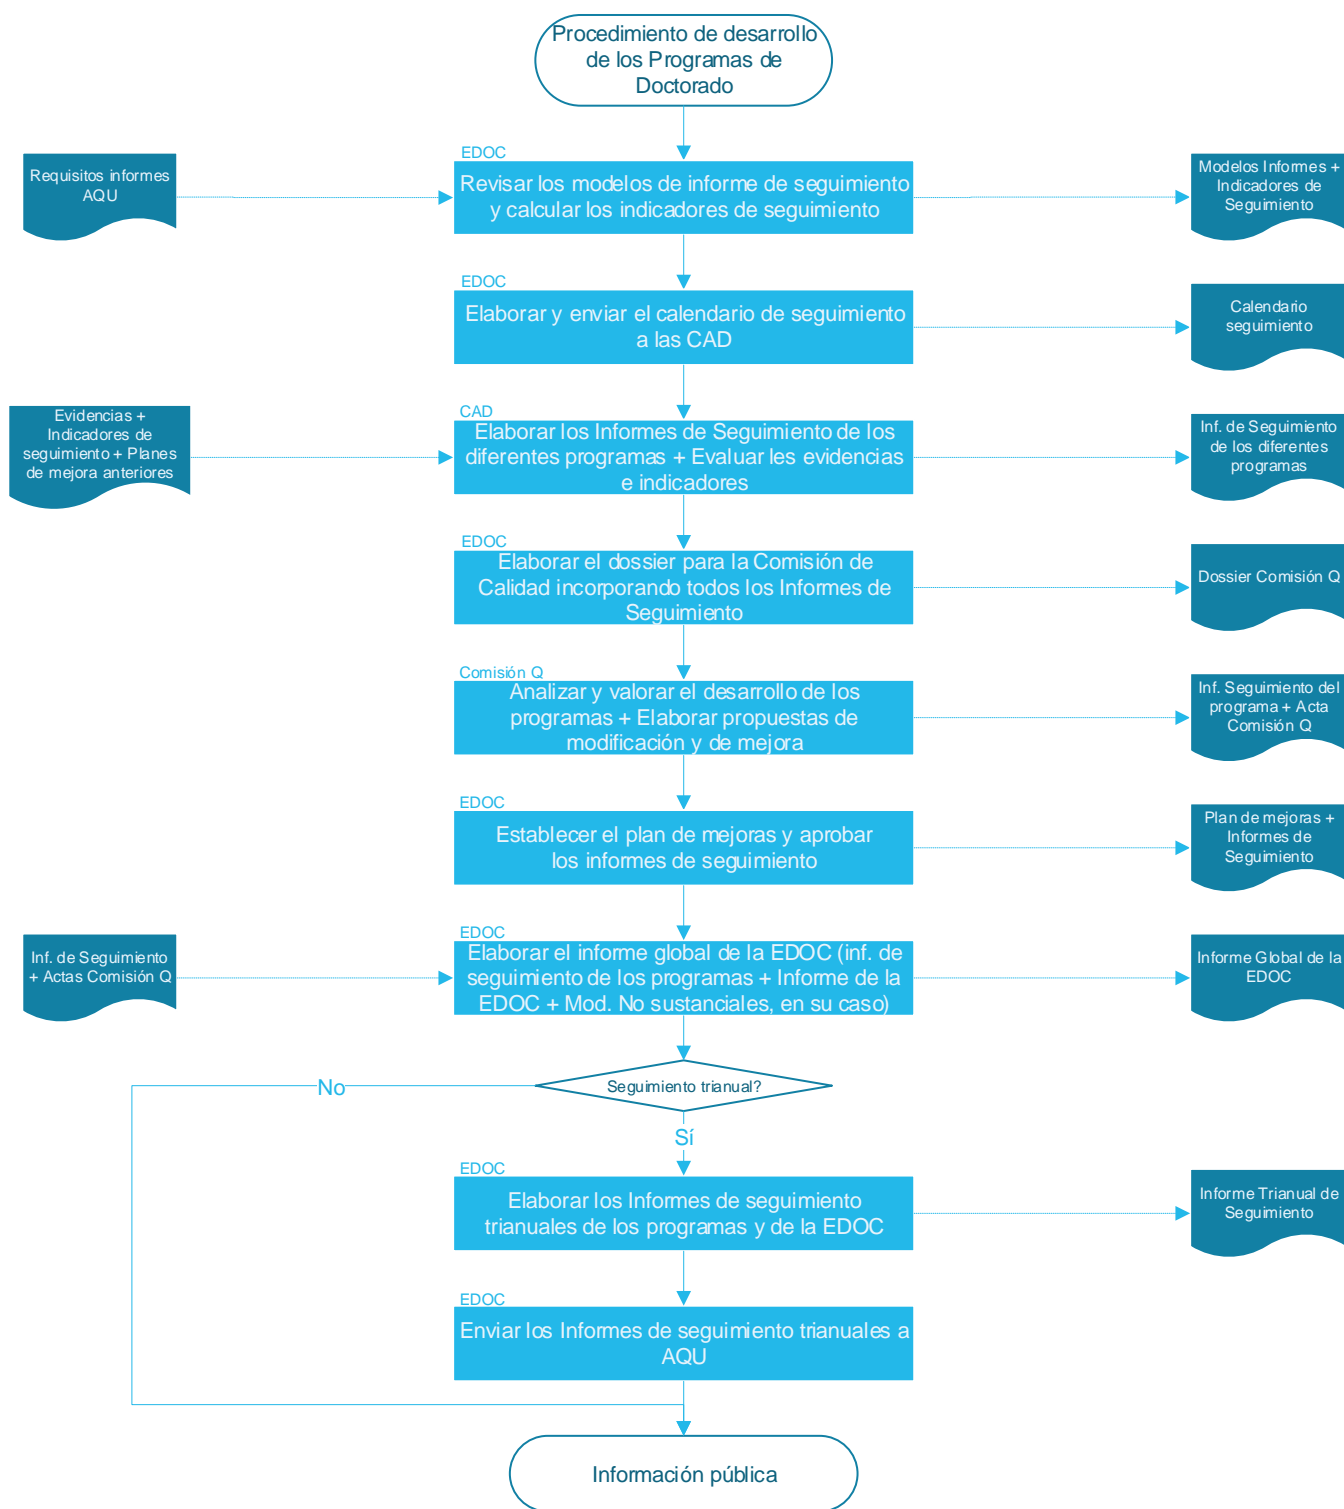 Procedimiento de desarrollo
de los Programas de
Doctorado
EDOC
Requisitos informes
AQU
Revisar los modelos de informe de seguimiento
y calcular los indicadores de seguimiento
Modelos Informes +
Indicadores de
Seguimiento
EDOC
Elaborar y enviar el calendario de seguimiento
a las CAD
Calendario
seguimiento
Evidencias +
Indicadores de
seguimiento + Planes
de mejora anteriores
CAD
Elaborar los Informes de Seguimiento de los
diferentes programas + Evaluar les evidencias
e indicadores
Inf. de Seguimiento
de los diferentes
programas
EDOC
Elaborar el dossier para la Comisión de
Calidad incorporando todos los Informes de
Seguimiento
Dossier Comisión Q
Comisión Q
Analizar y valorar el desarrollo de los
programas + Elaborar propuestas de
modificación y de mejora
Inf. Seguimiento del
programa + Acta
Comisión Q
EDOC
Establecer el plan de mejoras y aprobar
los informes de seguimiento
Plan de mejoras +
Informes de
Seguimiento
EDOC
Inf. de Seguimiento
+ Actas Comisión Q
Elaborar el informe global de la EDOC (inf. de
seguimiento de los programas + Informe de la
EDOC + Mod. No sustanciales, en su caso)
Informe Global de la
EDOC
Seguimiento trianual?
No
Sí
EDOC
Elaborar los Informes de seguimiento
trianuales de los programas y de la EDOC
Informe Trianual de
Seguimiento
EDOC
Enviar los Informes de seguimiento trianuales a
AQU
Información pública